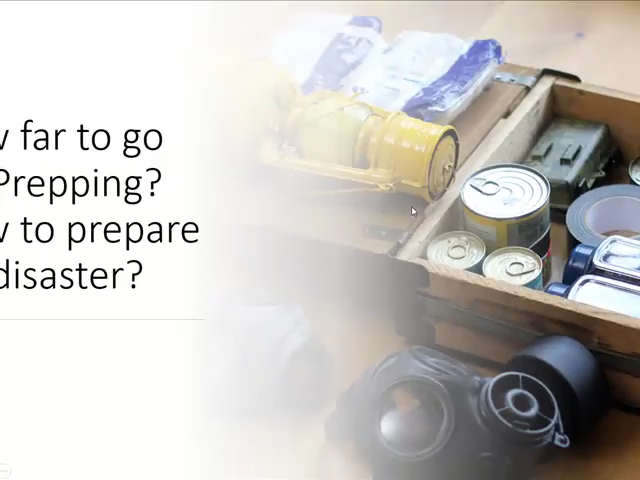 w far to go
Prepping?
w to prepare
disaster?